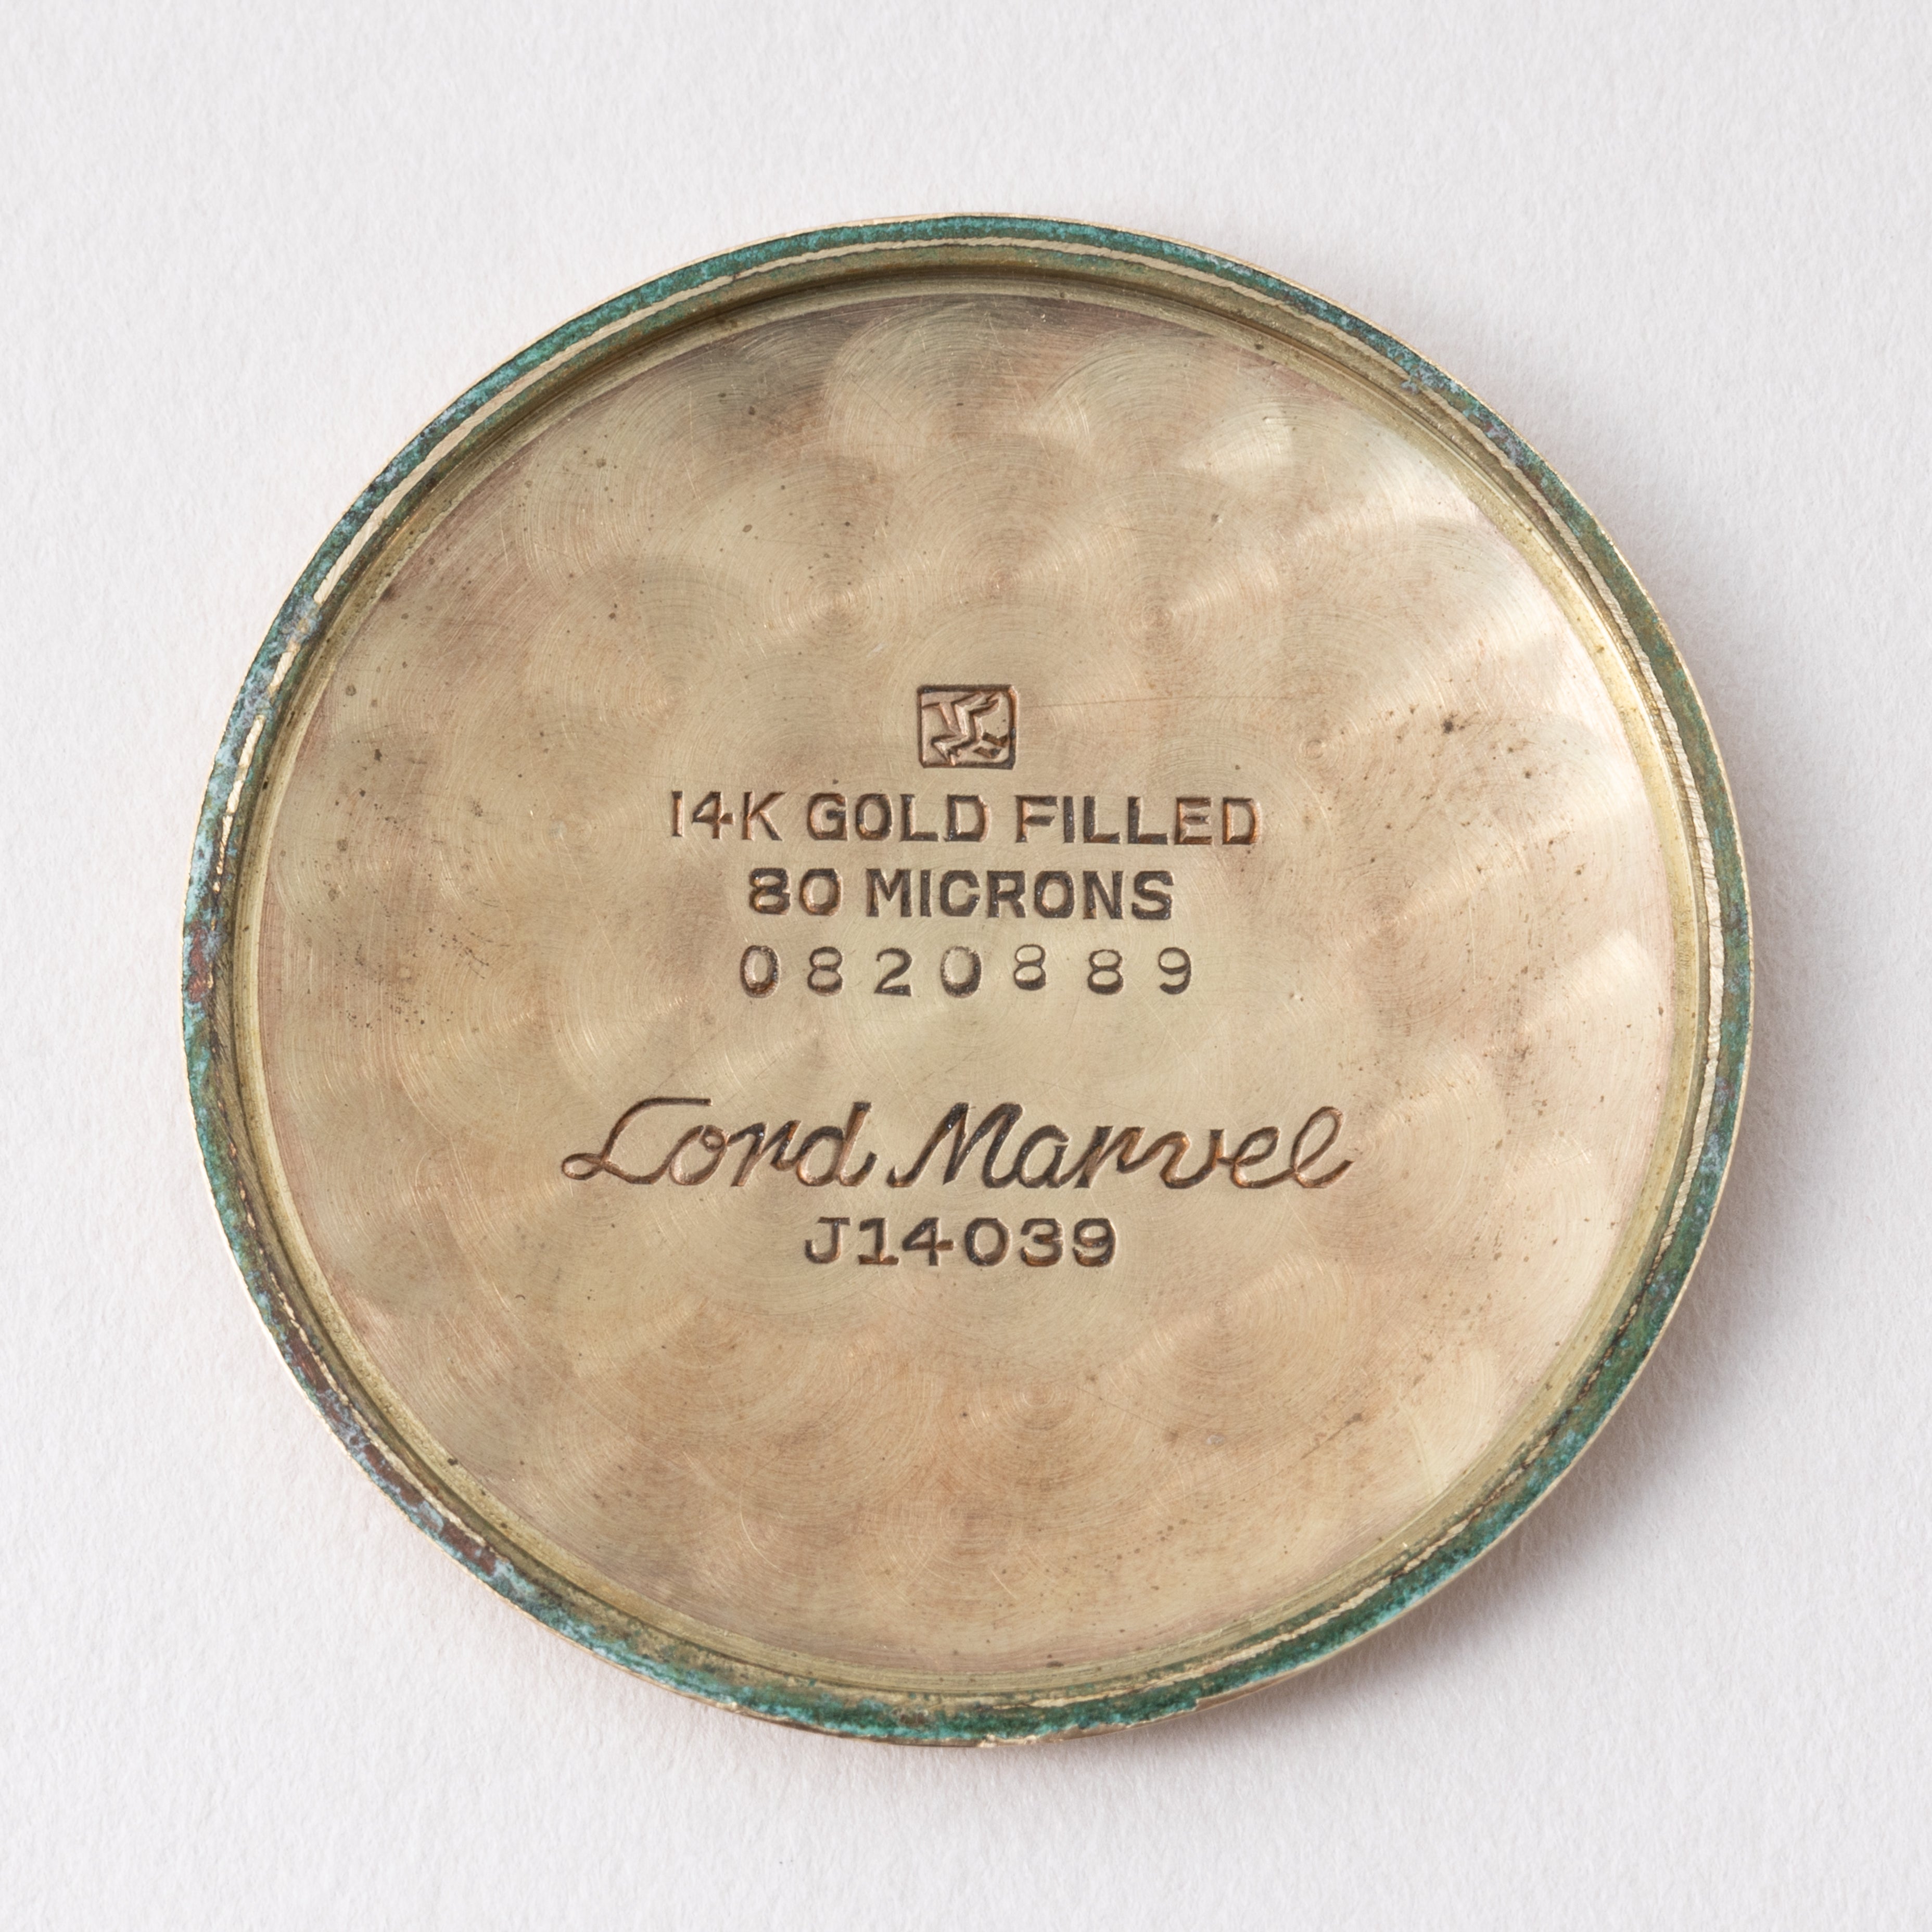 14K GOLD FILLED
80 MICRONS
0820889
Lord Marvel
J14039